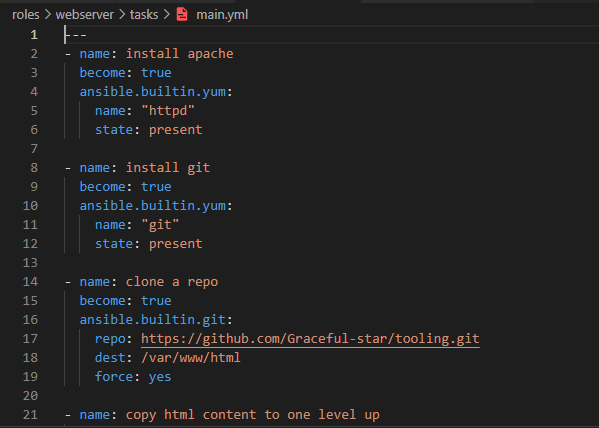 roles > webserver > tasks > main.yml
1 ---
2 - name: install apache
3   become: true
4   ansible.builtin.yum:
5     name: "httpd"
6     state: present
7
8 - name: install git
9   become: true
10   ansible.builtin.yum:
11     name: "git"
12     state: present
13
14 - name: clone a repo
15   become: true
16   ansible.builtin.git:
17     repo: https://github.com/Graceful-star/tooling.git
18     dest: /var/www/html
19     force: yes
20
21 - name: copy html content to one level up